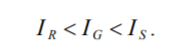 I_R < I_G < I_S.